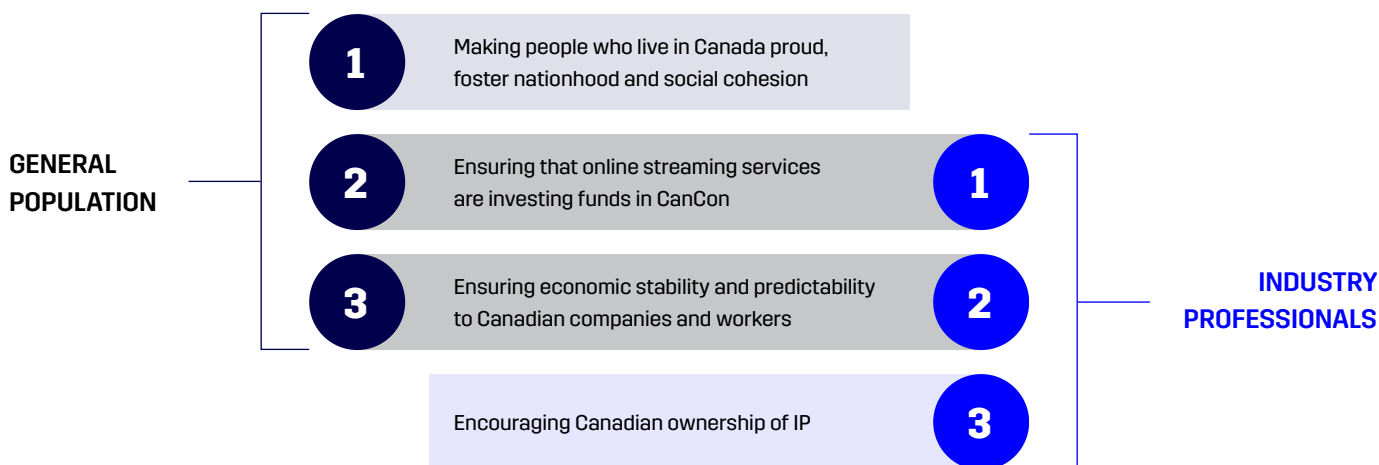 1
Making people who live in Canada proud,
foster nationhood and social cohesion
GENERAL
POPULATION
2
Ensuring that online streaming services
are investing funds in CanCon
1
3
Ensuring economic stability and predictability
to Canadian companies and workers
2
INDUSTRY
PROFESSIONALS
Encouraging Canadian ownership of IP
3